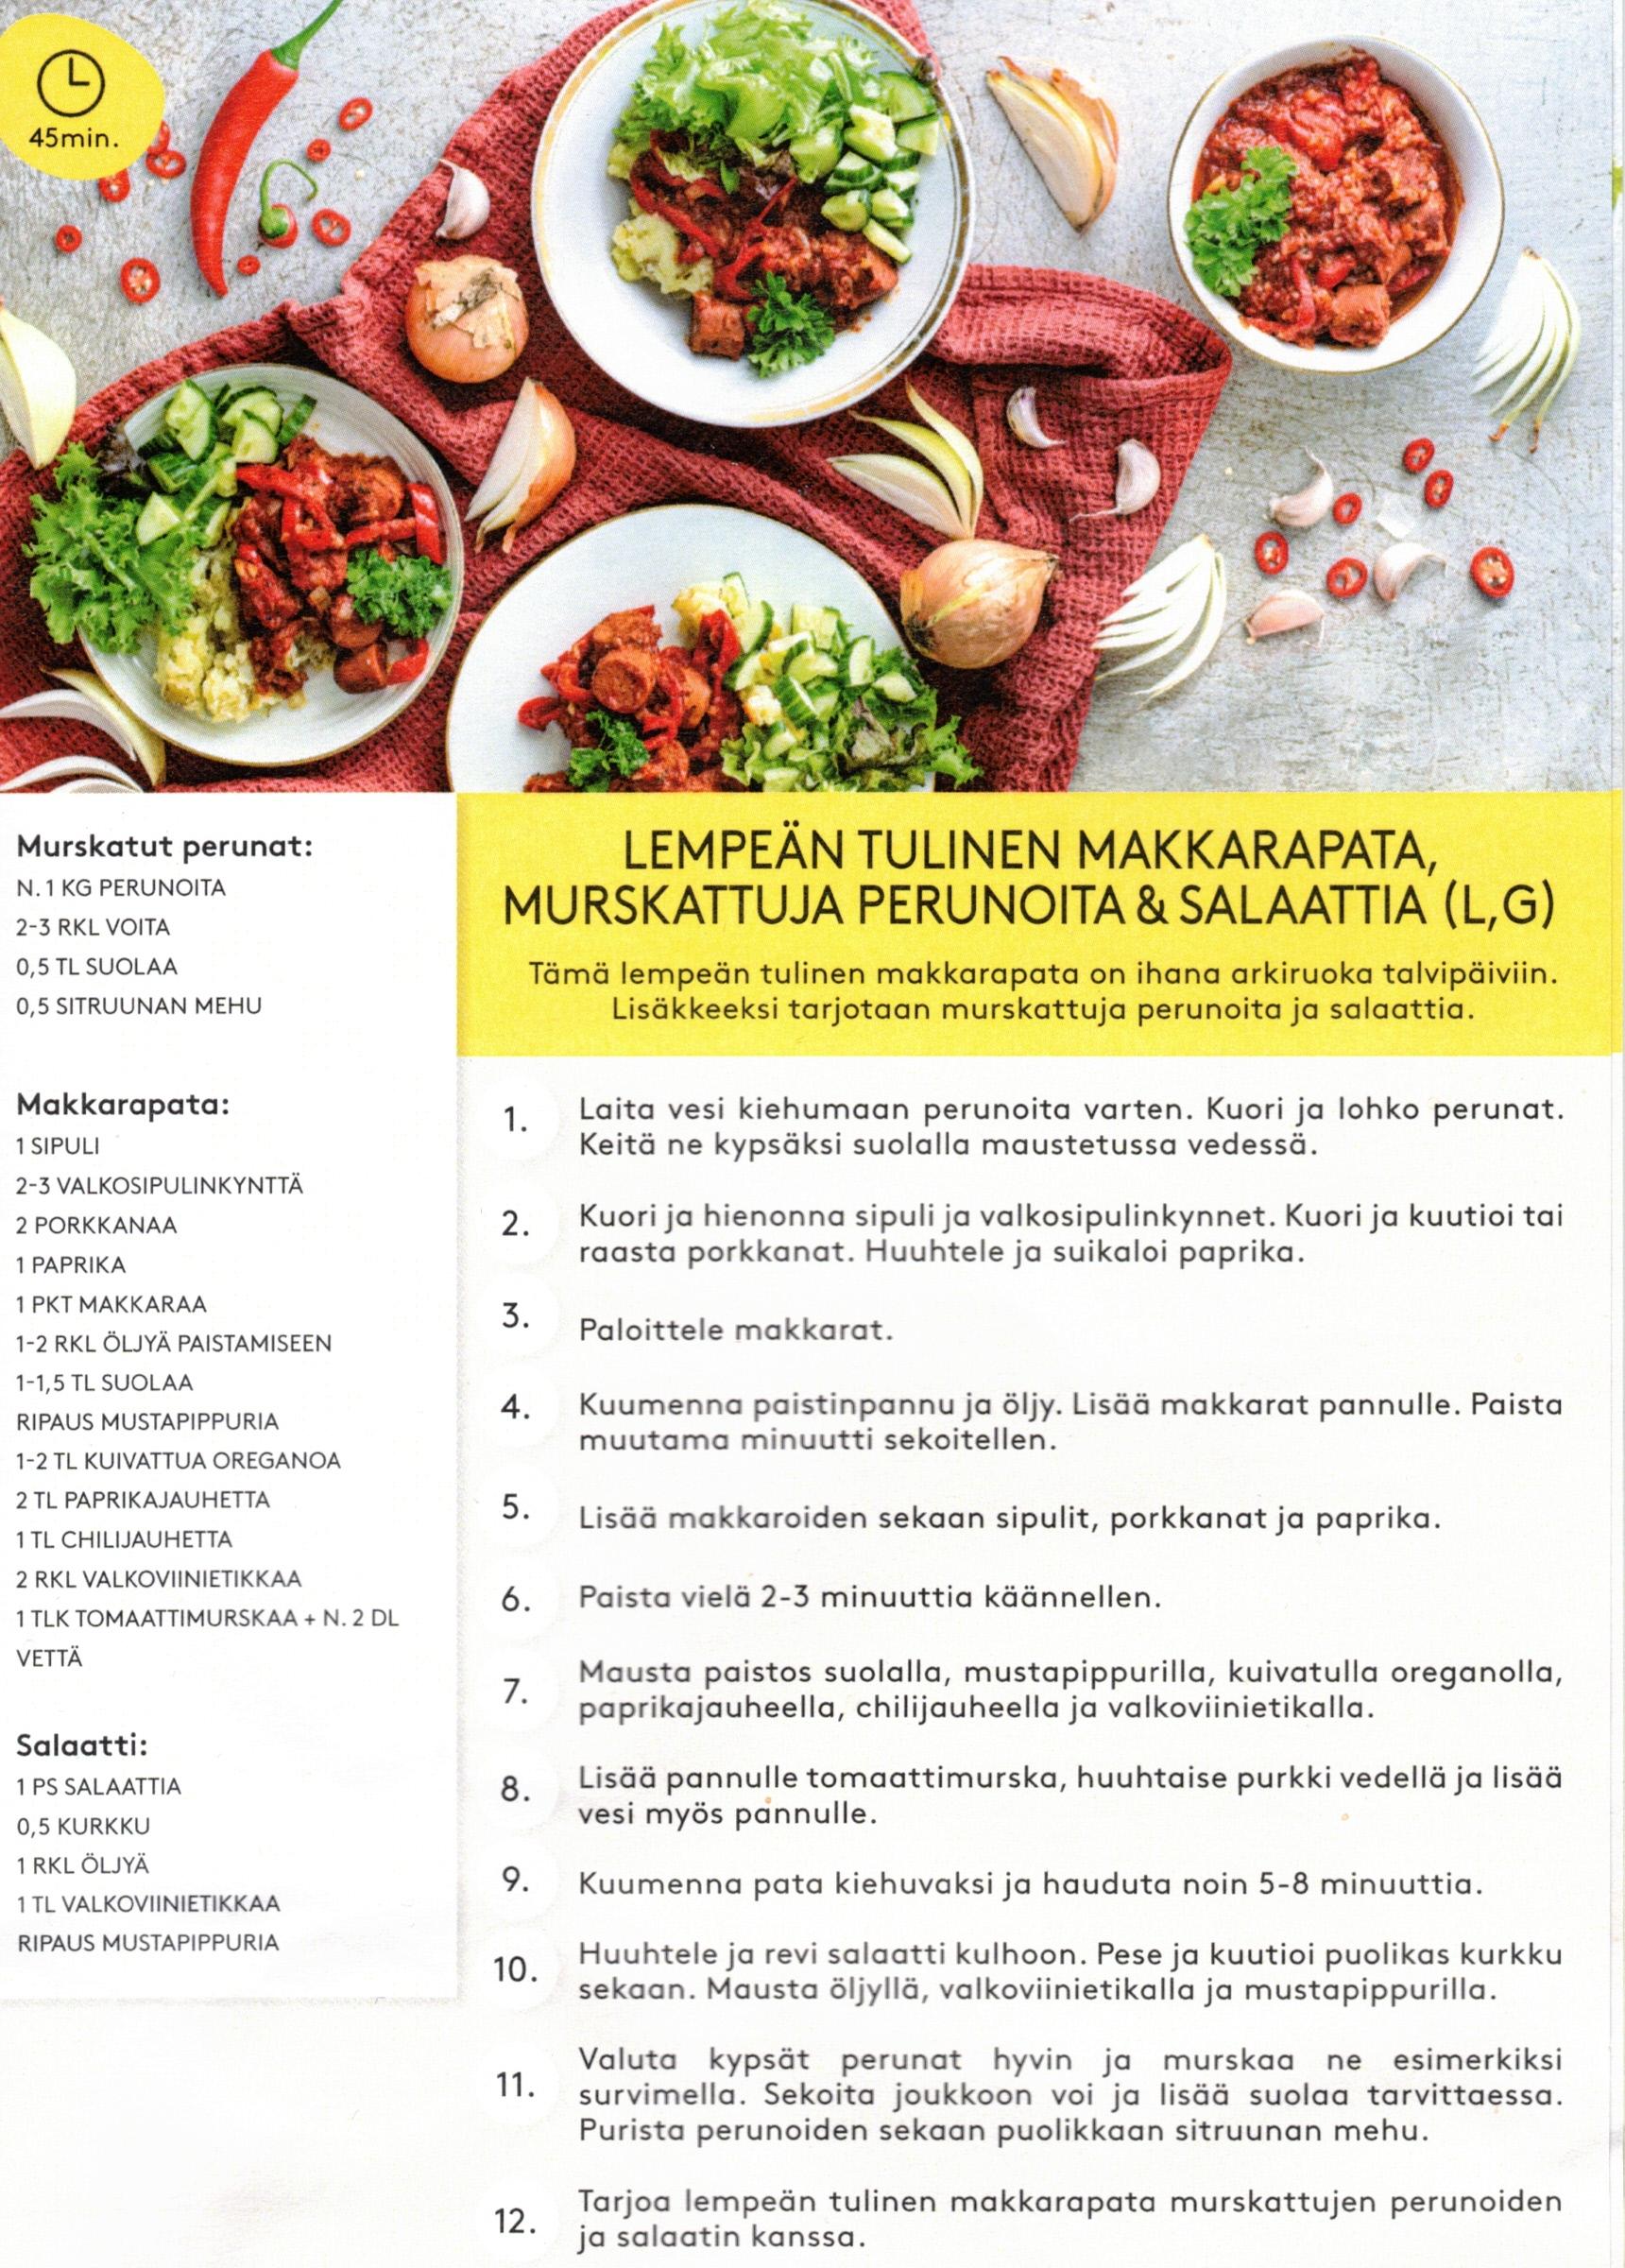 45min.
Murskatut perunat:
N. 1 KG PERUNOITA
2-3 RKL VOITA
0,5 TL SUOLAA
0,5 SITRUUNAN MEHU
Makkarapata:
1 SIPULI
2-3 VALKOSIPULINKYNTTÄ
2 PORKKANAA
1 PAPRIKA
1 PKT MAKKARAA
1-2 RKL ÖLJYÄ PAISTAMISEEN
1-1,5 TL SUOLAA
RIPAUS MUSTAPIPPURIA
1-2 TL KUIVATTUA OREGANOA
2 TL PAPRIKAJAUHETTA
1 TL CHILIJAUHETTA
2 RKL VALKOVIINIETIKKAA
1 TLK TOMAATTIMURSKAA + N. 2 DL
VETTÄ
Salaatti:
1 PS SALAATTIA
0,5 KURKKU
1 RKL ÖLJYÄ
1 TL VALKOVIINIETIKKAA
RIPAUS MUSTAPIPPURIA
LEMPEÄN TULINEN MAKKARAPATA,
MURSKATTUJA PERUNOITA & SALAATTIA (L,G)
Tämä lempeän tulinen makkarapata on ihana arkiruoka talvipäiviin.
Lisäkkeeksi tarjotaan murskattuja perunoita ja salaattia.
1. Laita vesi kiehumaan perunoita varten. Kuori ja lohko perunat.
Keitä ne kypsäksi suolalla maustetussa vedessä.
2. Kuori ja hienonna sipuli ja valkosipulinkynnet. Kuori ja kuutioi tai
raasta porkkanat. Huuhtele ja suikaloi paprika.
3. Paloittele makkarat.
4. Kuumenna paistinpannu ja öljy. Lisää makkarat pannulle. Paista
muutama minuutti sekoitellen.
5. Lisää makkaroiden sekaan sipulit, porkkanat ja paprika.
6. Paista vielä 2-3 minuuttia käännellen.
7. Mausta paistos suolalla, mustapippurilla, kuivatulla oreganolla,
paprikajauheella, chilijauheella ja valkoviinietikalla.
8. Lisää pannulle tomaattimurska, huuhtaise purkki vedellä ja lisää
vesi myös pannulle.
9. Kuumenna pata kiehuvaksi ja hauduta noin 5-8 minuuttia.
10. Huuhtele ja revi salaatti kulhoon. Pese ja kuutioi puolikas kurkku
sekaan. Mausta öljyllä, valkoviinietikalla ja mustapippurilla.
11. Valuta kypsät perunat hyvin ja murskaa ne esimerkiksi
survimella. Sekoita joukkoon voi ja lisää suolaa tarvittaessa.
Purista perunoiden sekaan puolikkaan sitruunan mehu.
12. Tarjoa lempeän tulinen makkarapata murskattujen perunoiden
ja salaatin kanssa.